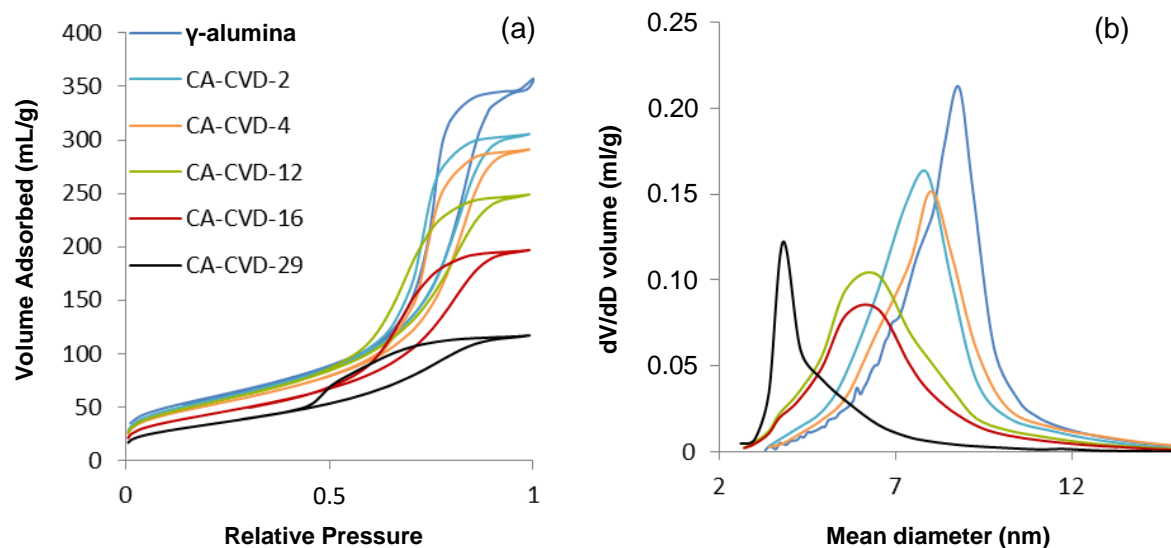 (a)
Volume Adsorbed (mL/g)
400
350
300
250
200
150
100
50
0
γ-alumina
CA-CVD-2
CA-CVD-4
CA-CVD-12
CA-CVD-16
CA-CVD-29
0
0.5
1
Relative Pressure
(b)
dV/dD volume (ml/g)
0.25
0.20
0.15
0.10
0.05
0
2
7
12
Mean diameter (nm)